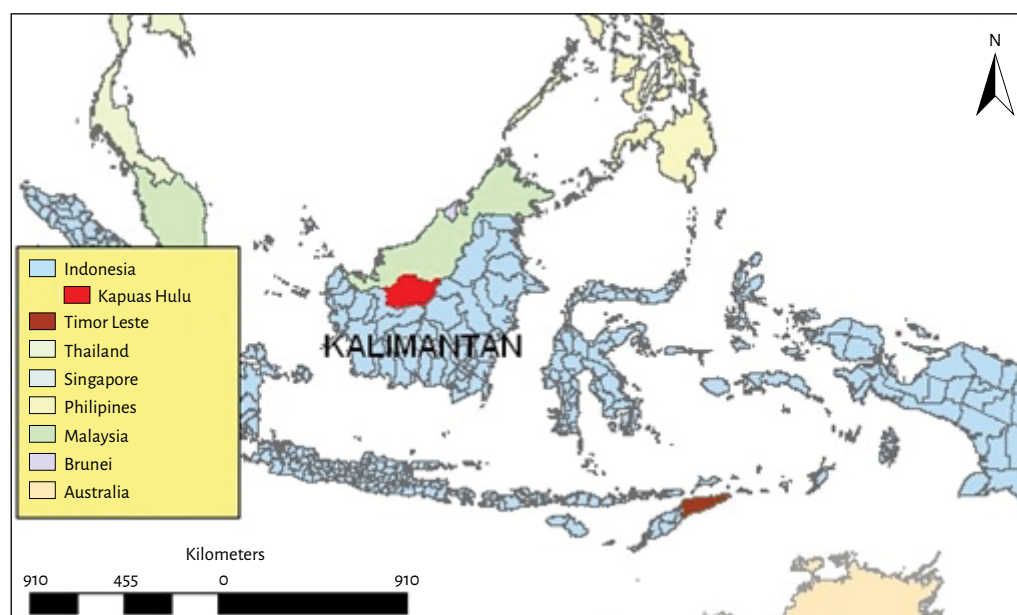 N
KALIMANTAN
Indonesia
Kapuas Hulu
Timor Leste
Thailand
Singapore
Philipines
Malaysia
Brunei
Australia
Kilometers
910 455 0 910